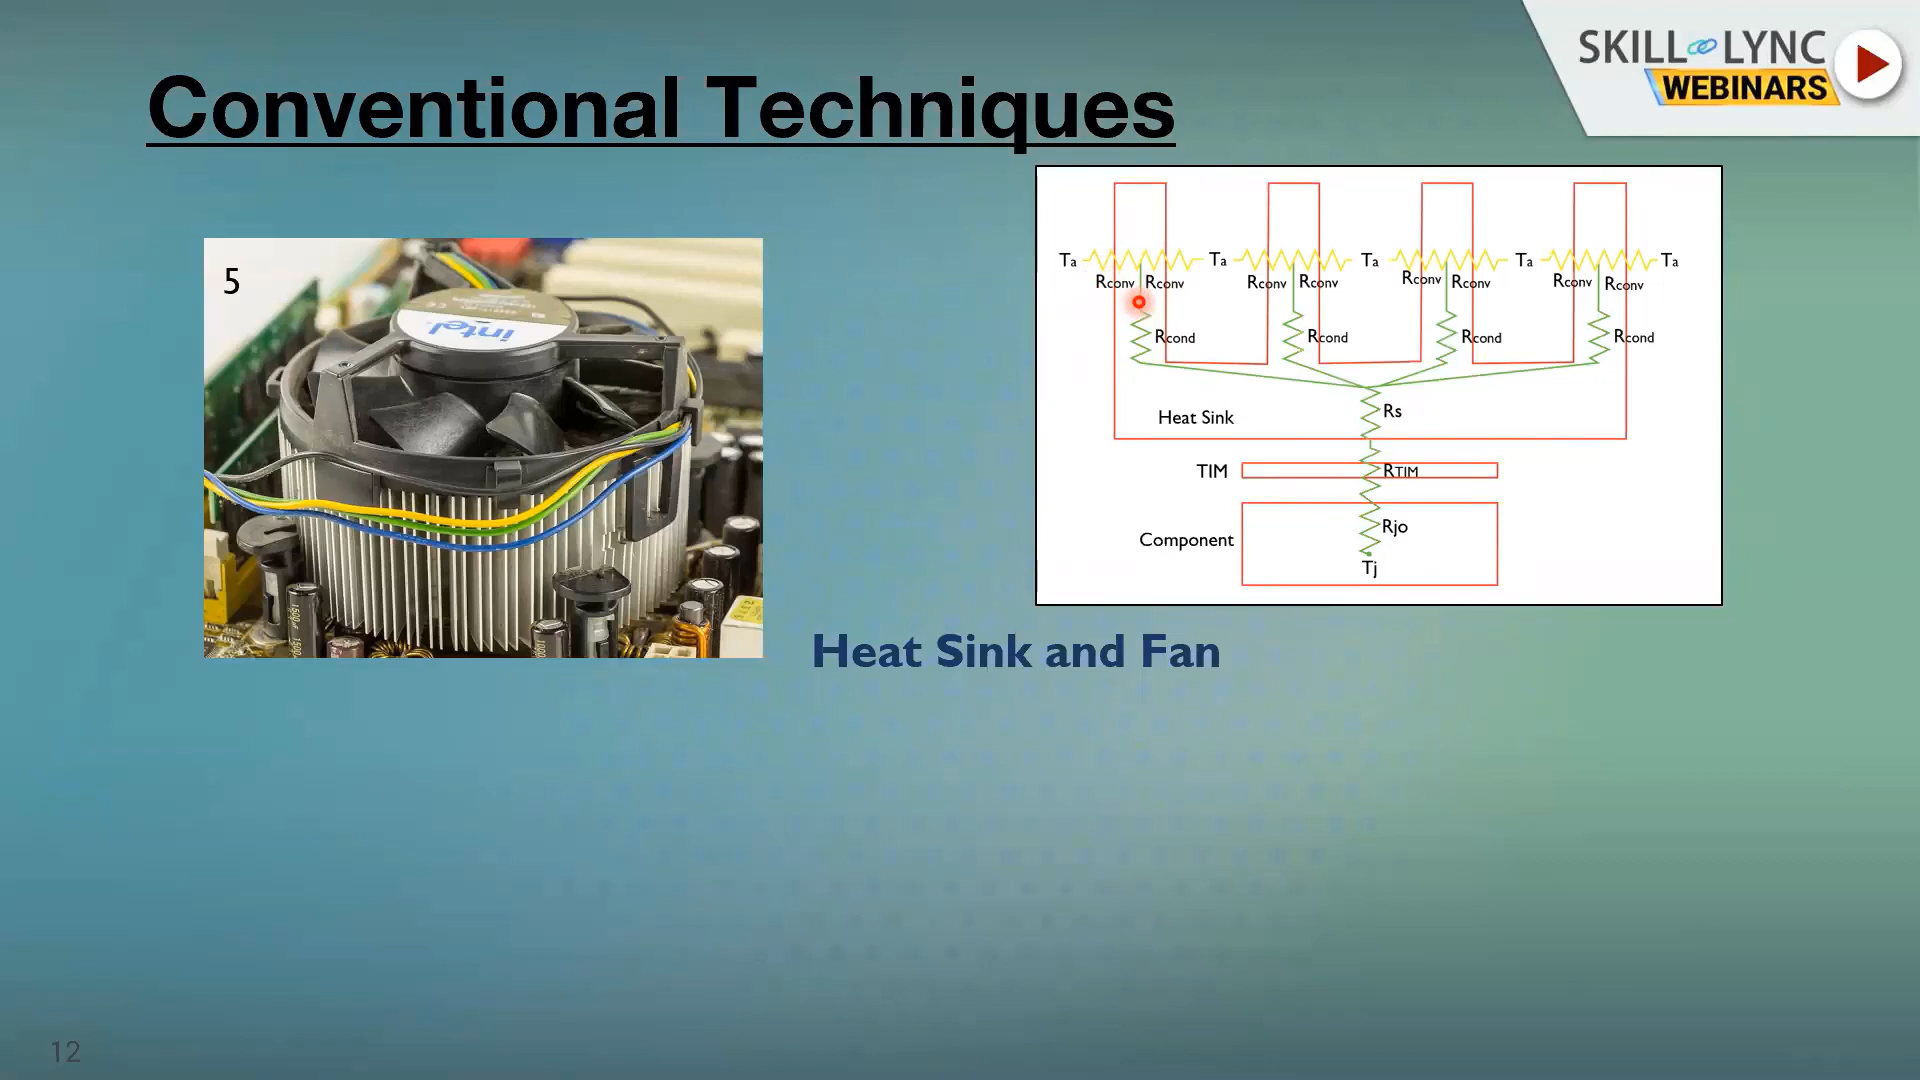 SKILL LYNC
WEBINARS
Conventional Techniques
5
intel
Ta Ta Ta Ta Ta
Rconv Rconv Rconv Rconv Rconv Rconv Rconv Rconv
Rcond Rcond Rcond Rcond
Heat Sink Rs
TIM RTIM
Component Rjo
Tj
Heat Sink and Fan
12